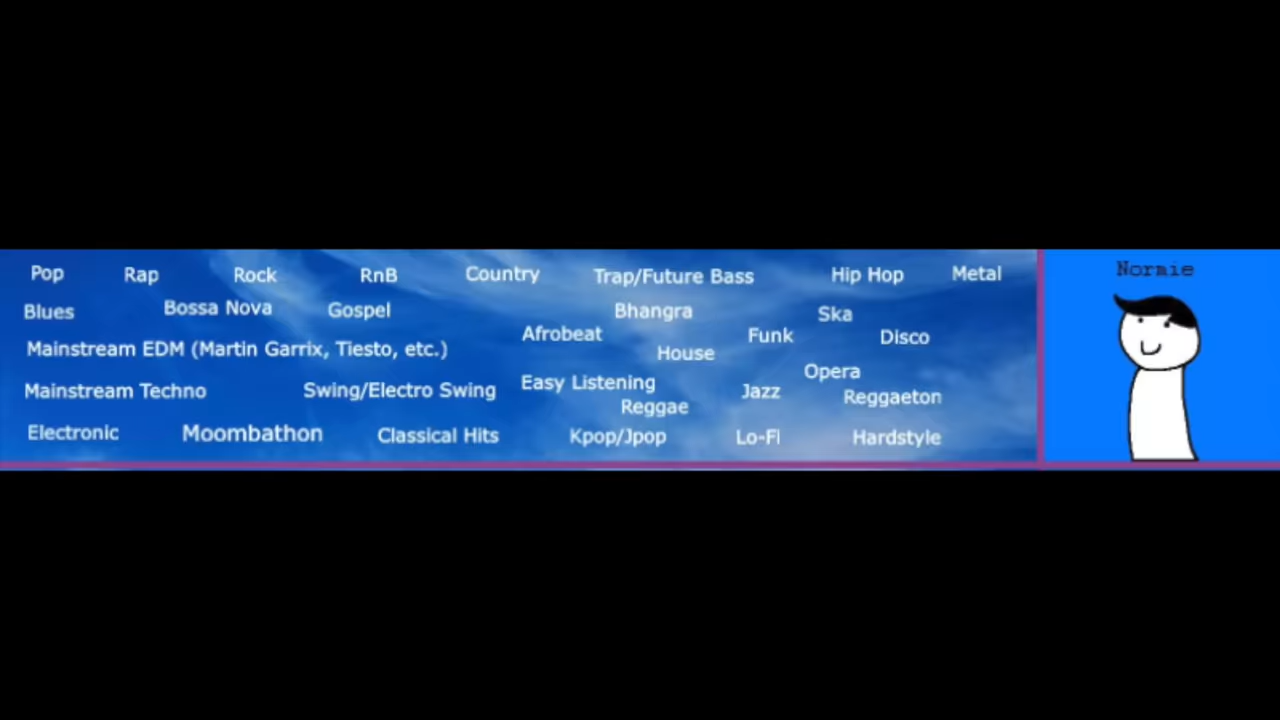 Pop Rap Rock RnB Country Trap/Future Bass Hip Hop Metal
Normie
Blues Bossa Nova Gospel Bhangra Ska
Afrobeat Funk Disco
Mainstream EDM (Martin Garrix, Tiesto, etc.) House
Opera
Mainstream Techno Swing/Electro Swing Easy Listening Jazz Reggaeton
Reggae
Electronic Moombathon Classical Hits Kpop/Jpop Lo-Fi Hardstyle